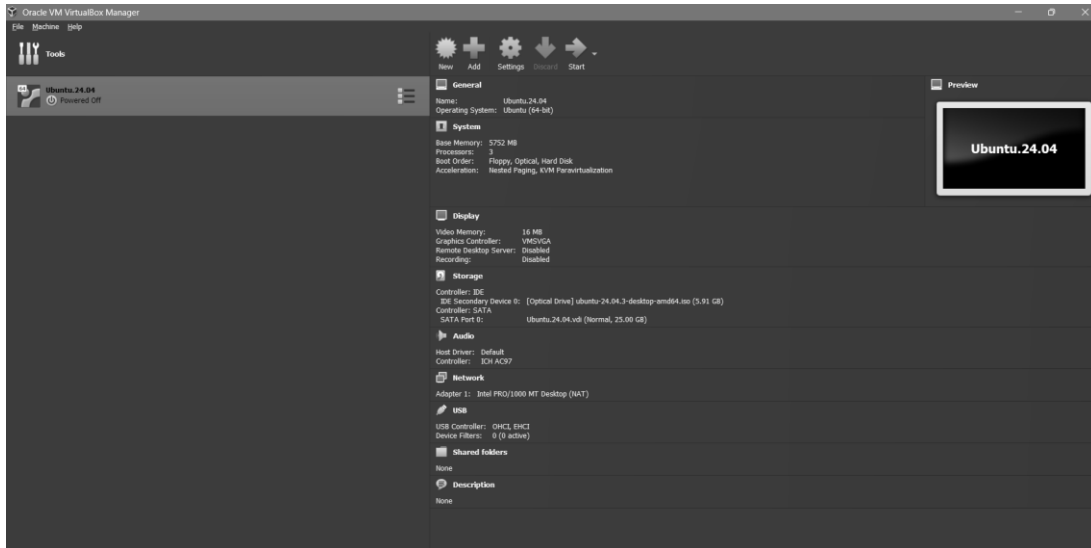 Oracle VM VirtualBox Manager
File Machine Help
Tools
New Add Settings Discard Start
64
Ubuntu.24.04
Powered Off
General
Name: Ubuntu.24.04
Operating System: Ubuntu (64-bit)
System
Base Memory: 5752 MB
Processors: 3
Boot Order: Floppy, Optical, Hard Disk
Acceleration: Nested Paging, KVM Paravirtualization
Preview
Ubuntu.24.04
Display
Video Memory: 16 MB
Graphics Controller: VMSVGA
Remote Desktop Server: Disabled
Recording: Disabled
Storage
Controller: IDE
IDE Secondary Device 0: [Optical Drive] ubuntu-24.04.3-desktop-amd64.iso (5.91 GB)
Controller: SATA
SATA Port 0: Ubuntu.24.04.vdi (Normal, 25.00 GB)
Audio
Host Driver: Default
Controller: ICH AC97
Network
Adapter 1: Intel PRO/1000 MT Desktop (NAT)
USB
USB Controller: OHCI, EHCI
Device Filters: 0 (0 active)
Shared folders
None
Description
None